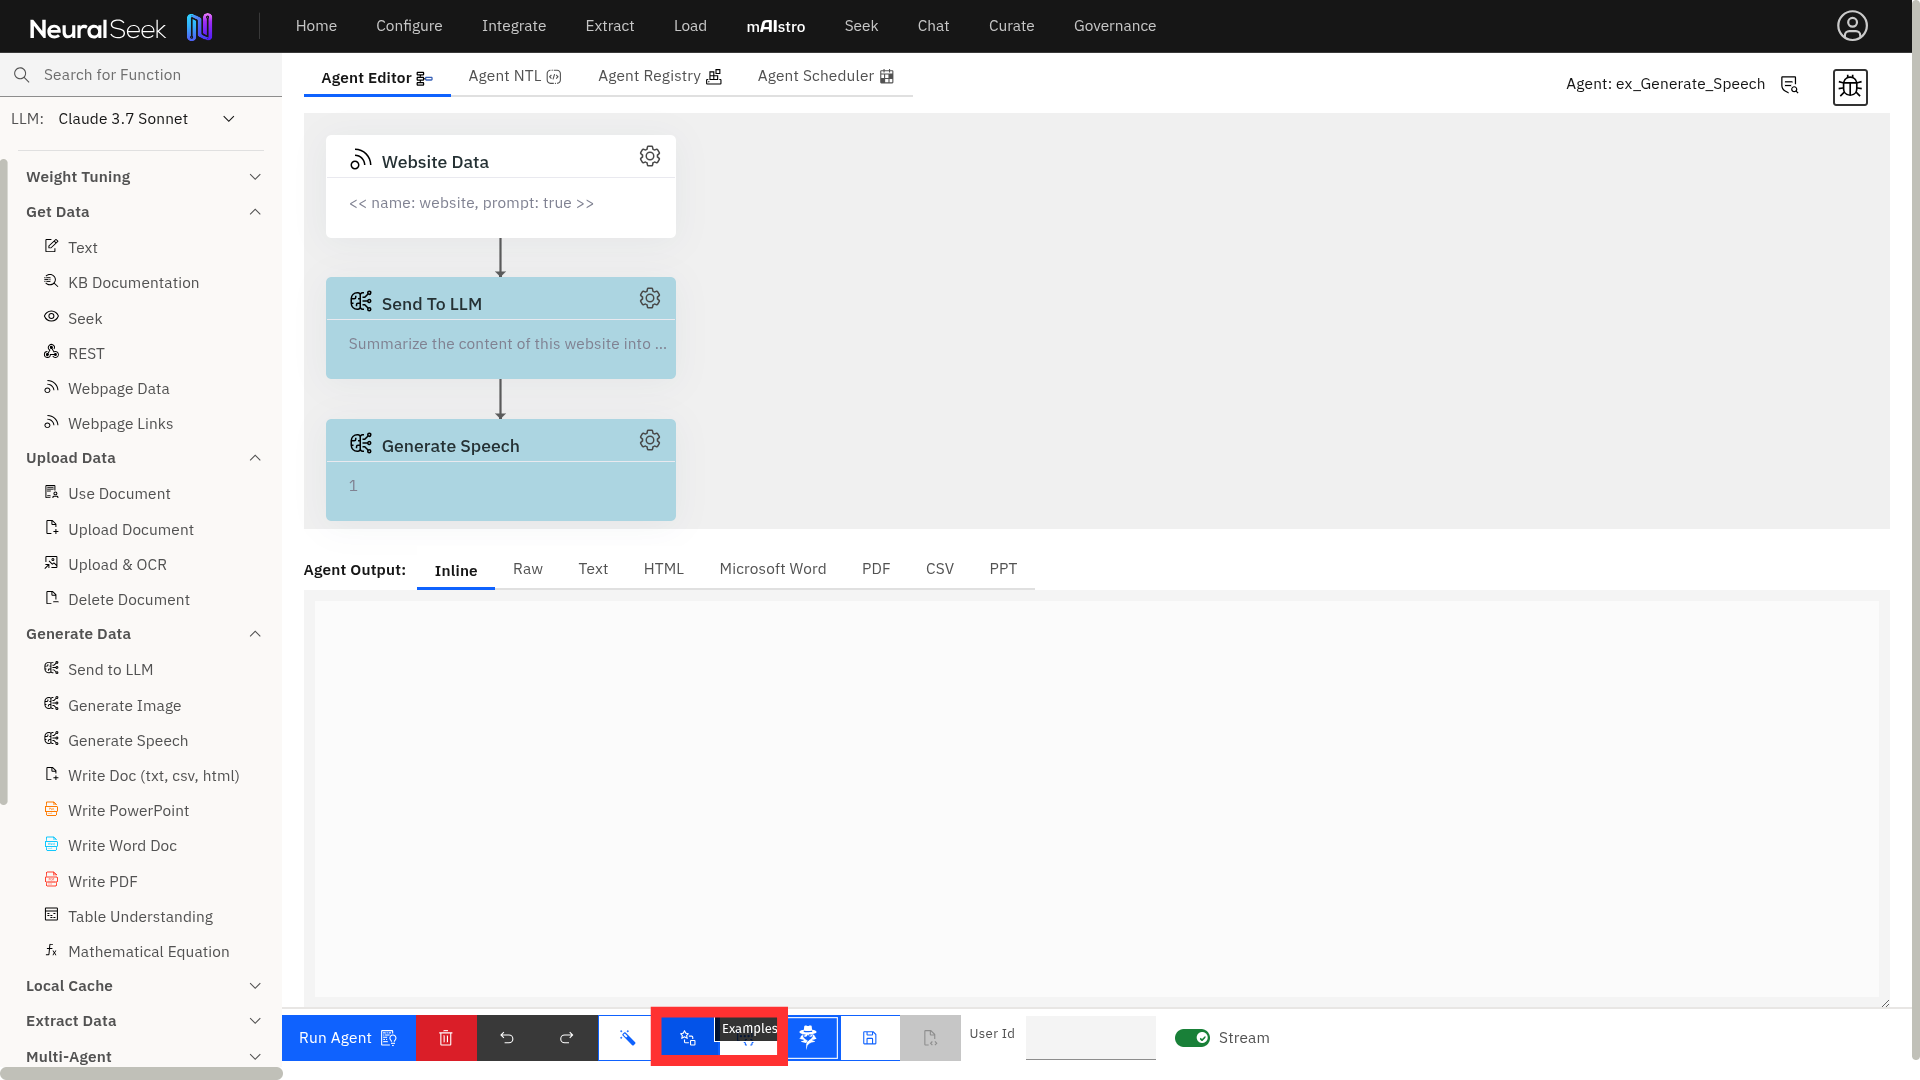 NeuralSeek
Home
Configure
Integrate
Extract
Load
mAIstro
Seek
Chat
Curate
Governance
Search for Function
LLM: Claude 3.7 Sonnet
Weight Tuning
Get Data
Text
KB Documentation
Seek
REST
Webpage Data
Webpage Links
Upload Data
Use Document
Upload Document
Upload & OCR
Delete Document
Generate Data
Send to LLM
Generate Image
Generate Speech
Write Doc (txt, csv, html)
Write PowerPoint
Write Word Doc
Write PDF
Table Understanding
Mathematical Equation
Local Cache
Extract Data
Multi-Agent
Agent Editor
Agent NTL
Agent Registry
Agent Scheduler
Agent: ex_Generate_Speech
Website Data
<< name: website, prompt: true >>
Send To LLM
Summarize the content of this website into ...
Generate Speech
1
Agent Output:
Inline
Raw
Text
HTML
Microsoft Word
PDF
CSV
PPT
Run Agent
Examples
User Id
Stream